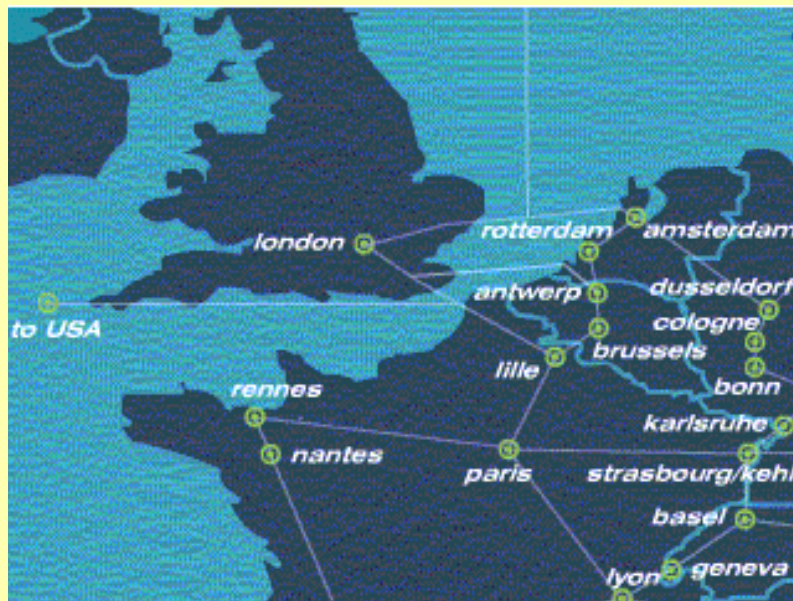 london
rotterdam
amsterdam
antwerp
dusseldorf
to USA
cologne
lille
brussels
bonn
rennes
karlsruhe
nantes
paris
strasbourg/kehl
basel
lyon
geneva